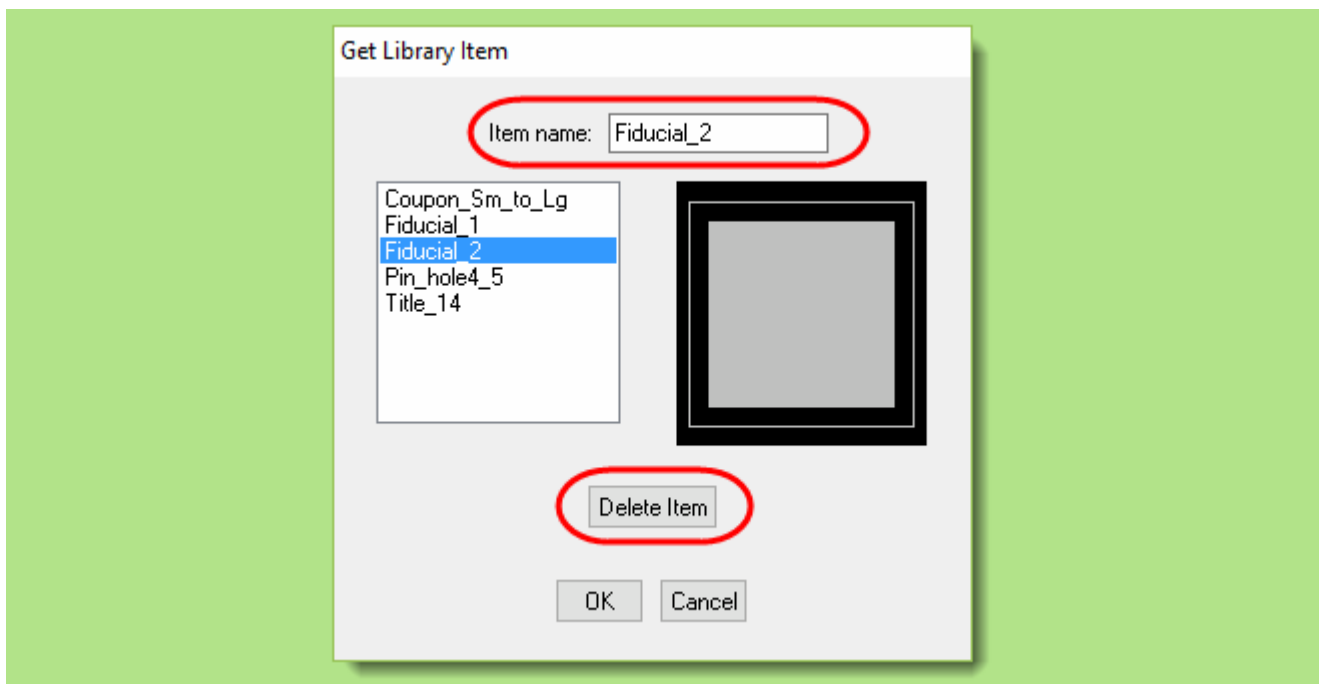 Get Library Item
Item name: Fiducial_2
Coupon_Sm_to_Lg
Fiducial_1
Fiducial_2
Pin_hole4_5
Title_14
Delete Item
OK Cancel